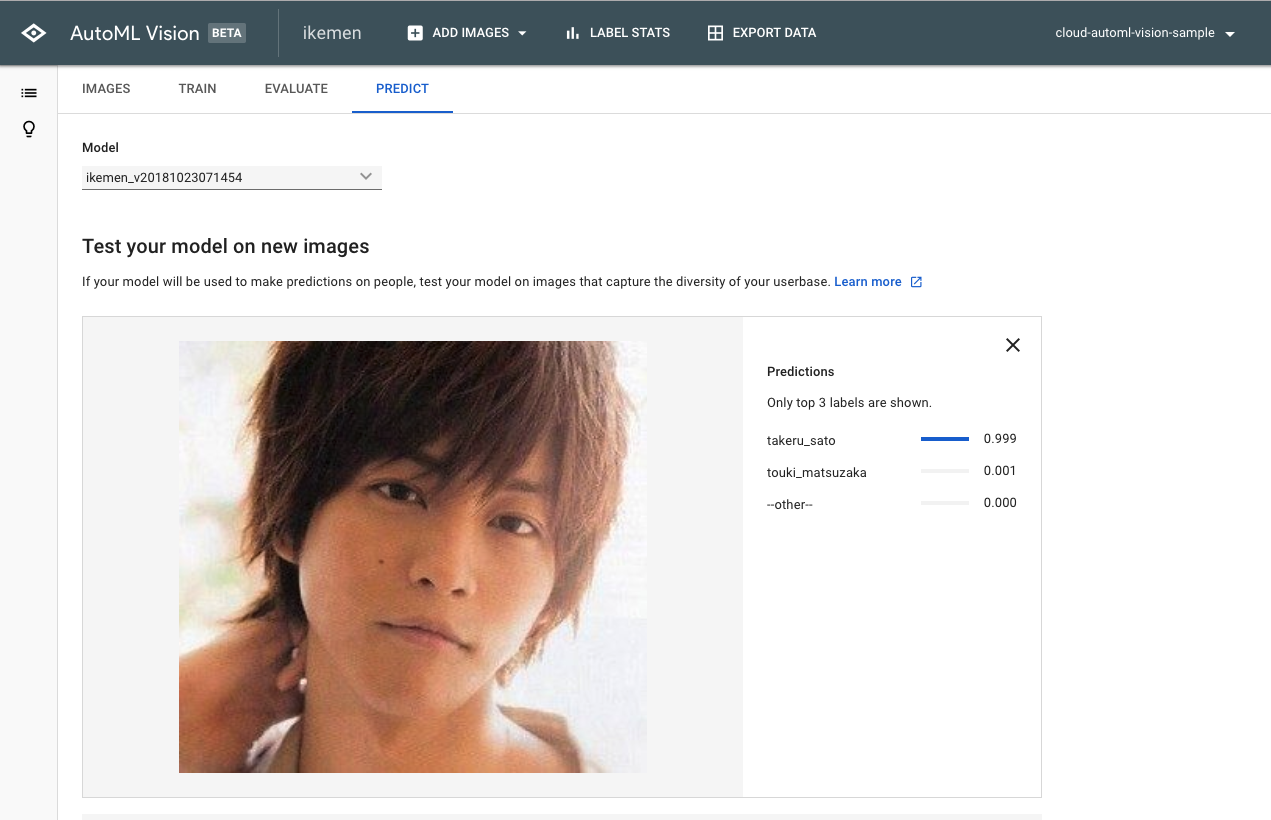 AutoML Vision BETA ikemen ADD IMAGES LABEL STATS EXPORT DATA cloud-automl-vision-sample
IMAGES TRAIN EVALUATE PREDICT
Model
ikemen_v20181023071454
Test your model on new images
If your model will be used to make predictions on people, test your model on images that capture the diversity of your userbase. Learn more
Predictions
Only top 3 labels are shown.
takeru_sato 0.999
touki_matsuzaka 0.001
--other-- 0.000